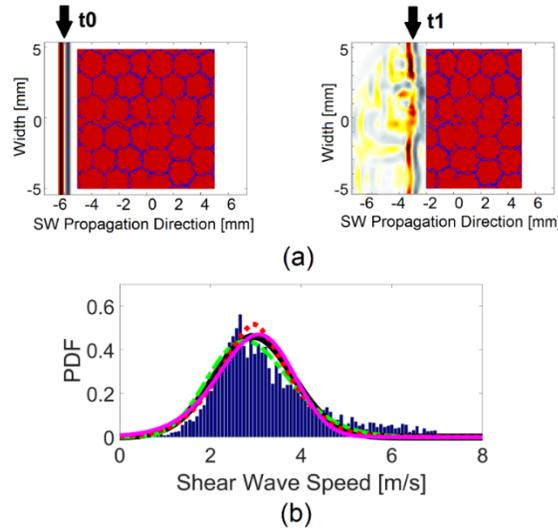 t0
t1
5
0
-5
Width [mm]
-6 -4 -2 0 2 4 6
SW Propagation Direction [mm]
5
0
-5
Width [mm]
-6 -4 -2 0 2 4 6
SW Propagation Direction [mm]
(a)
0.6
0.4
0.2
0
PDF
0 2 4 6 8
Shear Wave Speed [m/s]
(b)